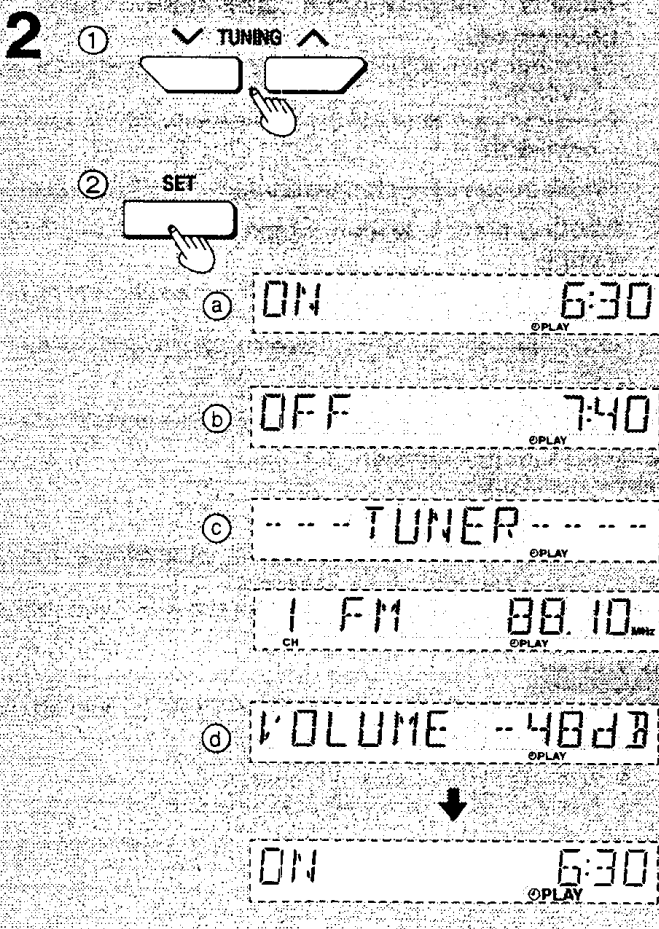 2 ① TUNING
② SET
ⓐ ON 6:30
PLAY
ⓑ OFF 7:40
PLAY
ⓒ - - - TUNER - - - -
PLAY
1 FM 88.10 MHz
CH PLAY
ⓓ VOLUME -48dB
PLAY
ON 6:30
PLAY